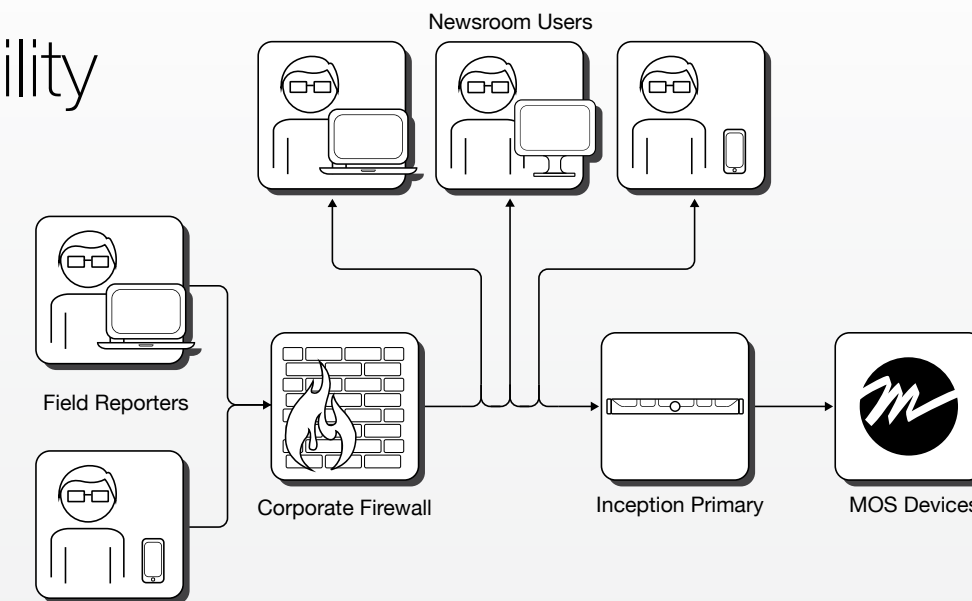 ility
Newsroom Users
Field Reporters
Corporate Firewall
Inception Primary
MOS Devices